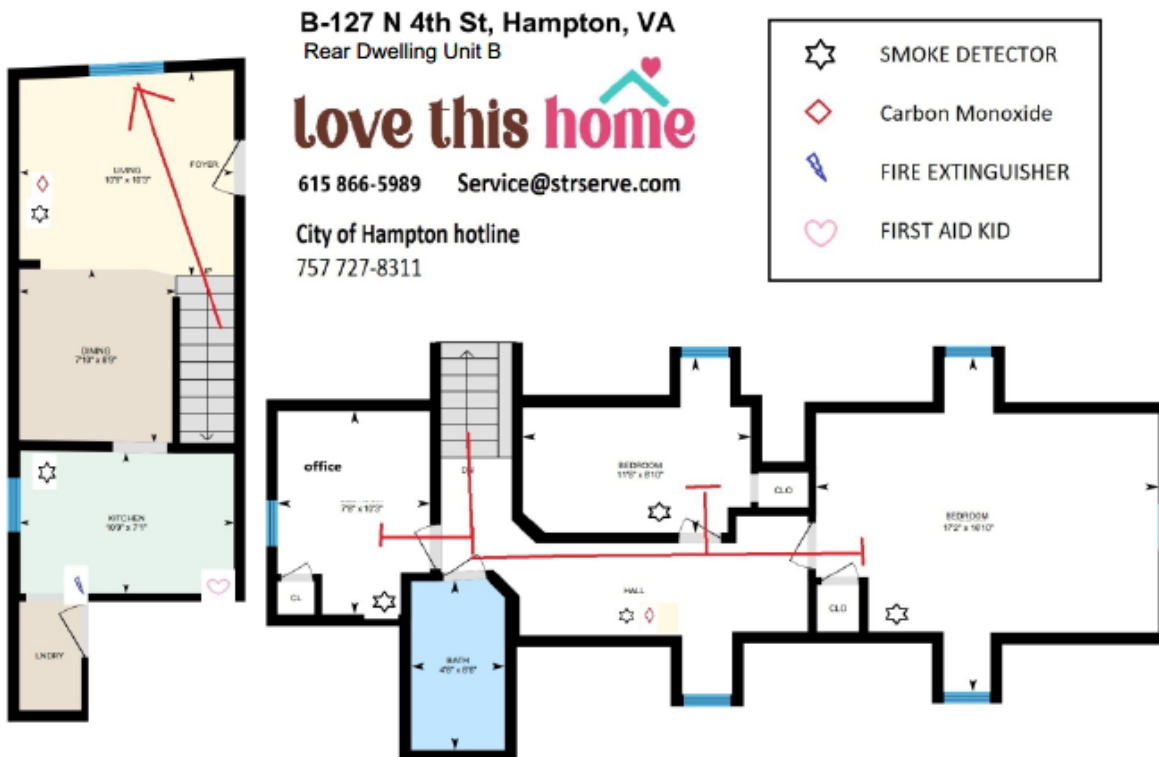 B-127 N 4th St, Hampton, VA
Rear Dwelling Unit B
love this home
615 866-5989 Service@strserve.com
City of Hampton hotline
757 727-8311
SMOKE DETECTOR
Carbon Monoxide
FIRE EXTINGUISHER
FIRST AID KID
FOYER
LIVING
DINING
KITCHEN
LNDRY
office
CL
BATH
HALL
BEDROOM
CLO
CLO
BEDROOM